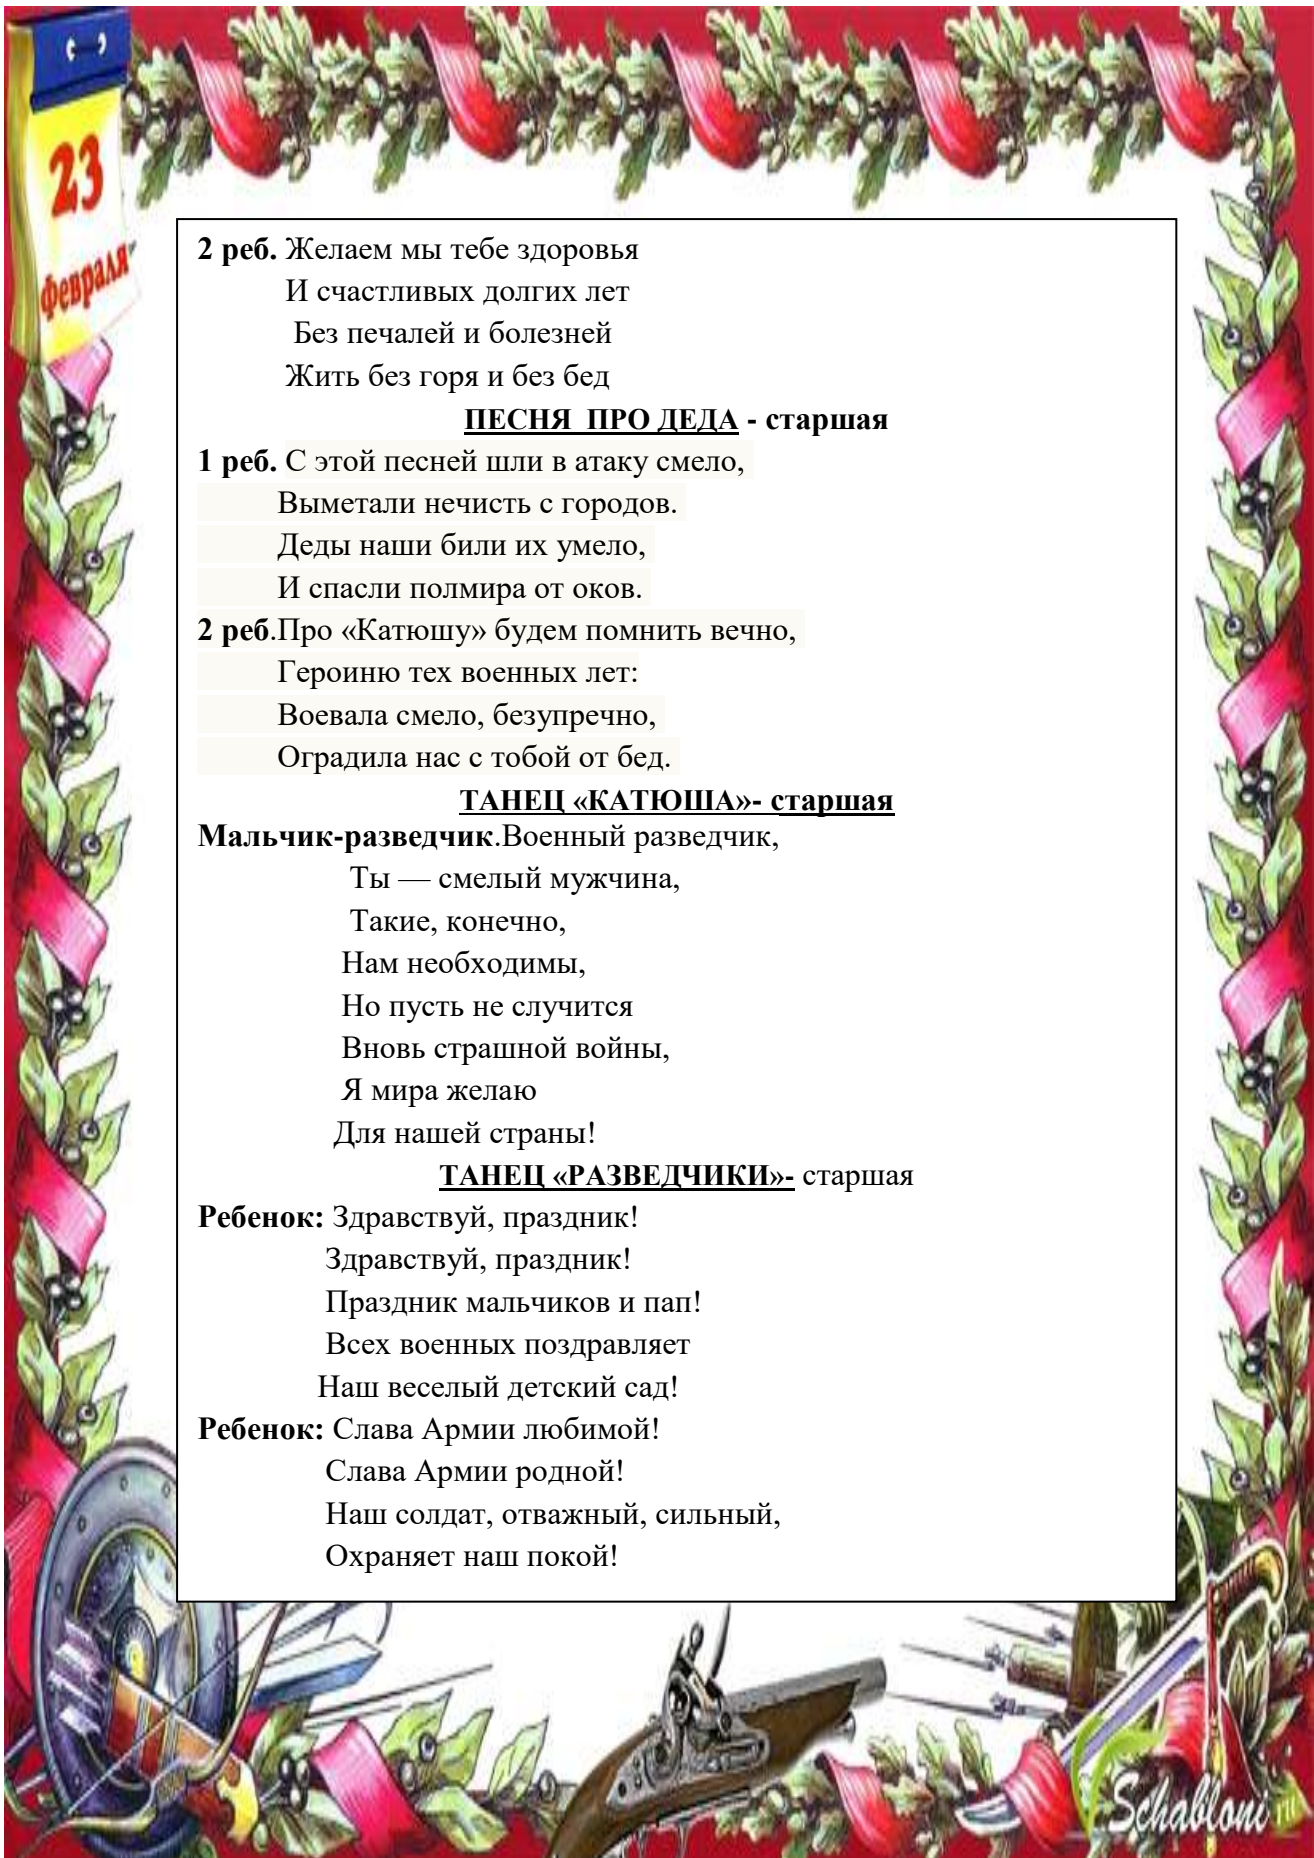 23
февраля
2 реб. Желаем мы тебе здоровья
И счастливых долгих лет
Без печалей и болезней
Жить без горя и без бед
ПЕСНЯ ПРО ДЕДА - старшая
1 реб. С этой песней шли в атаку смело,
Выметали нечисть с городов.
Деды наши били их умело,
И спасли полмира от оков.
2 реб.Про «Катюшу» будем помнить вечно,
Героиню тех военных лет:
Воевала смело, безупречно,
Оградила нас с тобой от бед.
ТАНЕЦ «КАТЮША»- старшая
Мальчик-разведчик.Военный разведчик,
Ты — смелый мужчина,
Такие, конечно,
Нам необходимы,
Но пусть не случится
Вновь страшной войны,
Я мира желаю
Для нашей страны!
ТАНЕЦ «РАЗВЕДЧИКИ»- старшая
Ребенок: Здравствуй, праздник!
Здравствуй, праздник!
Праздник мальчиков и пап!
Всех военных поздравляет
Наш веселый детский сад!
Ребенок: Слава Армии любимой!
Слава Армии родной!
Наш солдат, отважный, сильный,
Охраняет наш покой!
Schabloni ru